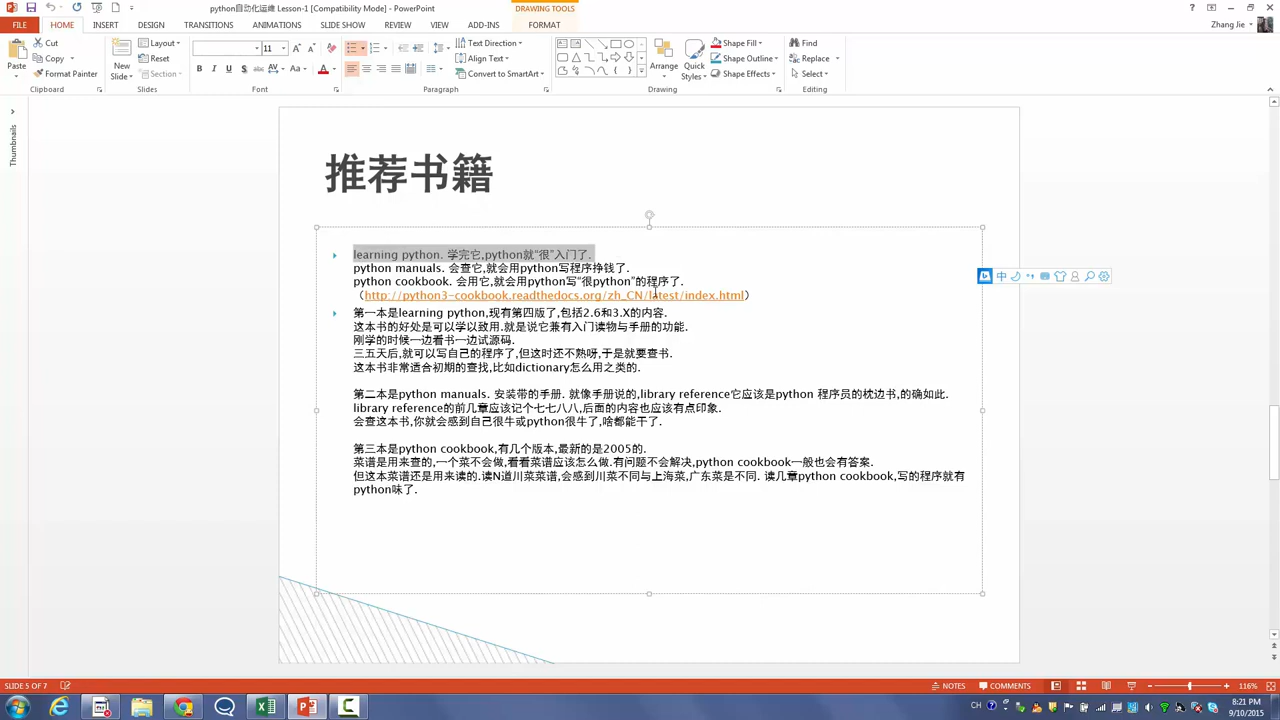 python自动化运维 Lesson-1 [Compatibility Mode] - PowerPoint
DRAWING TOOLS
FILE HOME INSERT DESIGN TRANSITIONS ANIMATIONS SLIDE SHOW REVIEW VIEW ADD-INS FORMAT
Zhang Jie
Paste
Cut
Copy
Format Painter
Clipboard
New Slide
Layout
Reset
Section
Slides
11
Font
Text Direction
Align Text
Convert to SmartArt
Paragraph
Arrange
Quick Styles
Shape Fill
Shape Outline
Shape Effects
Drawing
Find
Replace
Select
Editing
Thumbnails
推荐书籍
learning python. 学完它,python就“很”入门了.
python manuals. 会查它,就会用python写程序挣钱了.
python cookbook. 会用它,就会用python写“很python”的程序了.
（http://python3-cookbook.readthedocs.org/zh_CN/latest/index.html）
第一本是learning python,现有第四版了,包括2.6和3.X的内容.
这本书的好处是可以学以致用.就是说它兼有入门读物与手册的功能.
刚学的时候一边看书一边试源码.
三五天后,就可以写自己的程序了,但这时还不熟呀,于是就要查书.
这本书非常适合初期的查找,比如dictionary怎么用之类的.
第二本是python manuals. 安装带的手册. 就像手册说的,library reference它应该是python 程序员的枕边书,的确如此.
library reference的前几章应该记个七七八八,后面的内容也应该有点印象.
会查这本书,你就会感到自己很牛或python很牛了,啥都能干了.
第三本是python cookbook,有几个版本,最新的是2005的.
菜谱是用来查的,一个菜不会做,看看菜谱应该怎么做.有问题不会解决,python cookbook一般也会有答案.
但这本菜谱还是用来读的.读N道川菜菜谱,会感到川菜不同与上海菜,广东菜是不同. 读几章python cookbook,写的程序就有
python味了.
中
SLIDE 5 OF 7
NOTES
COMMENTS
116%
CH
8:21 PM
9/10/2015